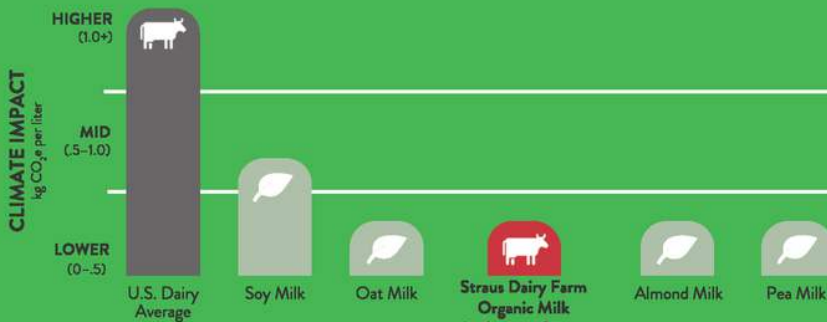 CLIMATE IMPACT
kg CO₂e per liter
HIGHER
(1.0+)
MID
(.5–1.0)
LOWER
(0–.5)
U.S. Dairy
Average
Soy Milk
Oat Milk
Straus Dairy Farm
Organic Milk
Almond Milk
Pea Milk